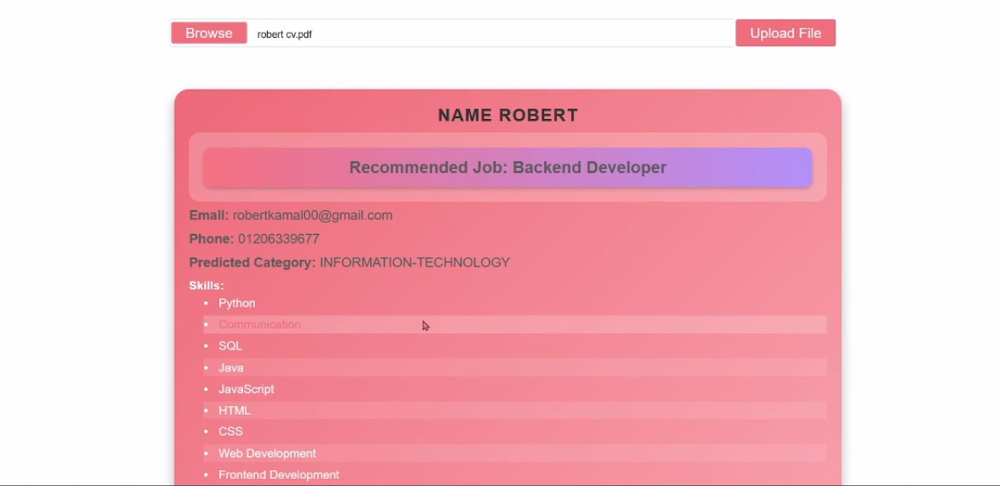 Browse robert cv.pdf Upload File
NAME ROBERT
Recommended Job: Backend Developer
Email: robertkamal00@gmail.com
Phone: 01206339677
Predicted Category: INFORMATION-TECHNOLOGY
Skills:
• Python
• Communication
• SQL
• Java
• JavaScript
• HTML
• CSS
• Web Development
• Frontend Development